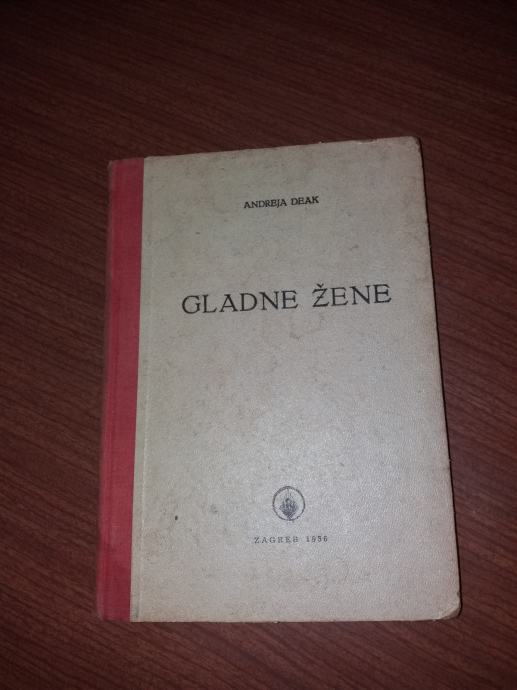 ANDREJA DEAK
GLADNE ŽENE
ZAGREB 1956